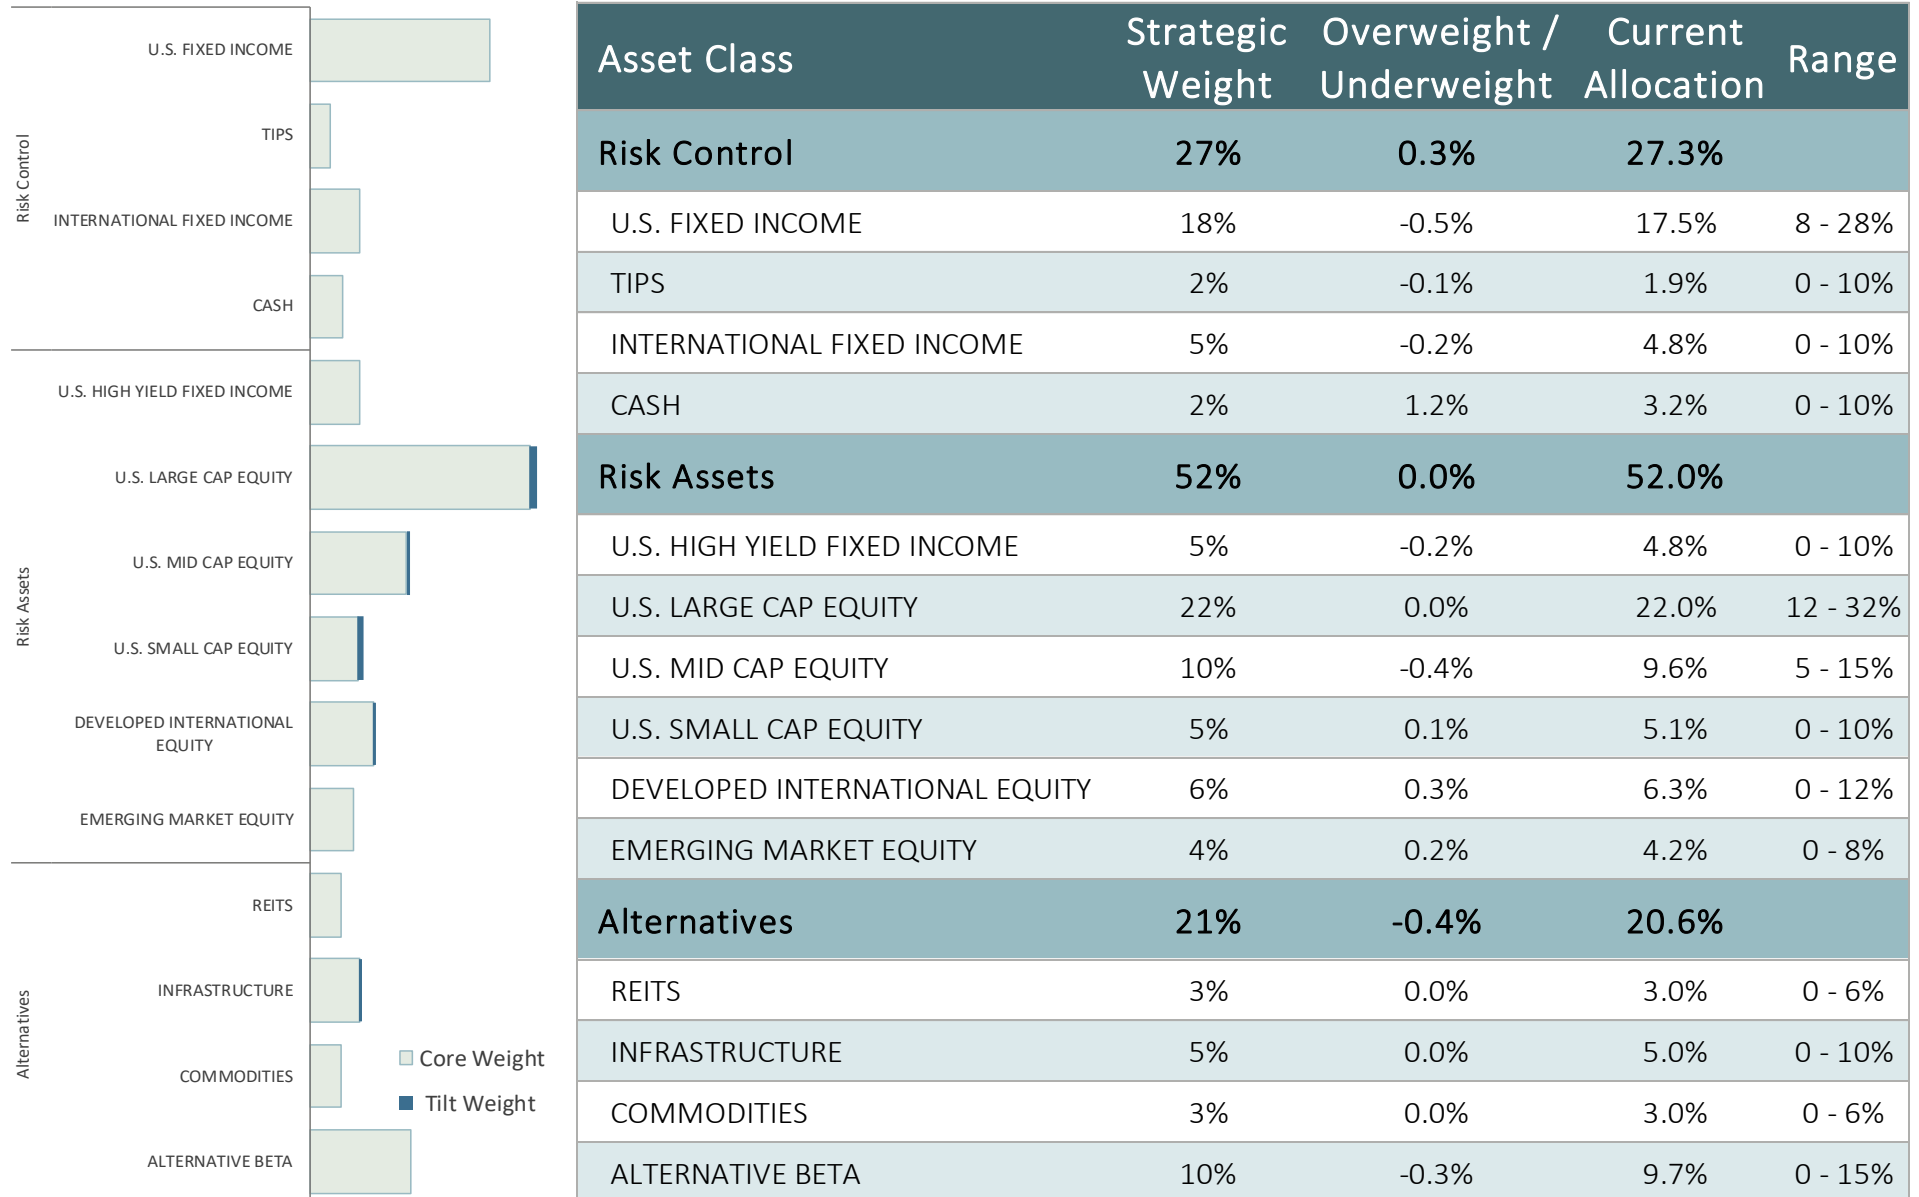 Risk Control
U.S. FIXED INCOME
TIPS
INTERNATIONAL FIXED INCOME
CASH
Risk Assets
U.S. HIGH YIELD FIXED INCOME
U.S. LARGE CAP EQUITY
U.S. MID CAP EQUITY
U.S. SMALL CAP EQUITY
DEVELOPED INTERNATIONAL
EQUITY
EMERGING MARKET EQUITY
Alternatives
REITS
INFRASTRUCTURE
COMMODITIES
ALTERNATIVE BETA
Core Weight
Tilt Weight
Asset Class Strategic Weight Overweight / Underweight Current Allocation Range
Risk Control 27% 0.3% 27.3%
U.S. FIXED INCOME 18% -0.5% 17.5% 8 - 28%
TIPS 2% -0.1% 1.9% 0 - 10%
INTERNATIONAL FIXED INCOME 5% -0.2% 4.8% 0 - 10%
CASH 2% 1.2% 3.2% 0 - 10%
Risk Assets 52% 0.0% 52.0%
U.S. HIGH YIELD FIXED INCOME 5% -0.2% 4.8% 0 - 10%
U.S. LARGE CAP EQUITY 22% 0.0% 22.0% 12 - 32%
U.S. MID CAP EQUITY 10% -0.4% 9.6% 5 - 15%
U.S. SMALL CAP EQUITY 5% 0.1% 5.1% 0 - 10%
DEVELOPED INTERNATIONAL EQUITY 6% 0.3% 6.3% 0 - 12%
EMERGING MARKET EQUITY 4% 0.2% 4.2% 0 - 8%
Alternatives 21% -0.4% 20.6%
REITS 3% 0.0% 3.0% 0 - 6%
INFRASTRUCTURE 5% 0.0% 5.0% 0 - 10%
COMMODITIES 3% 0.0% 3.0% 0 - 6%
ALTERNATIVE BETA 10% -0.3% 9.7% 0 - 15%